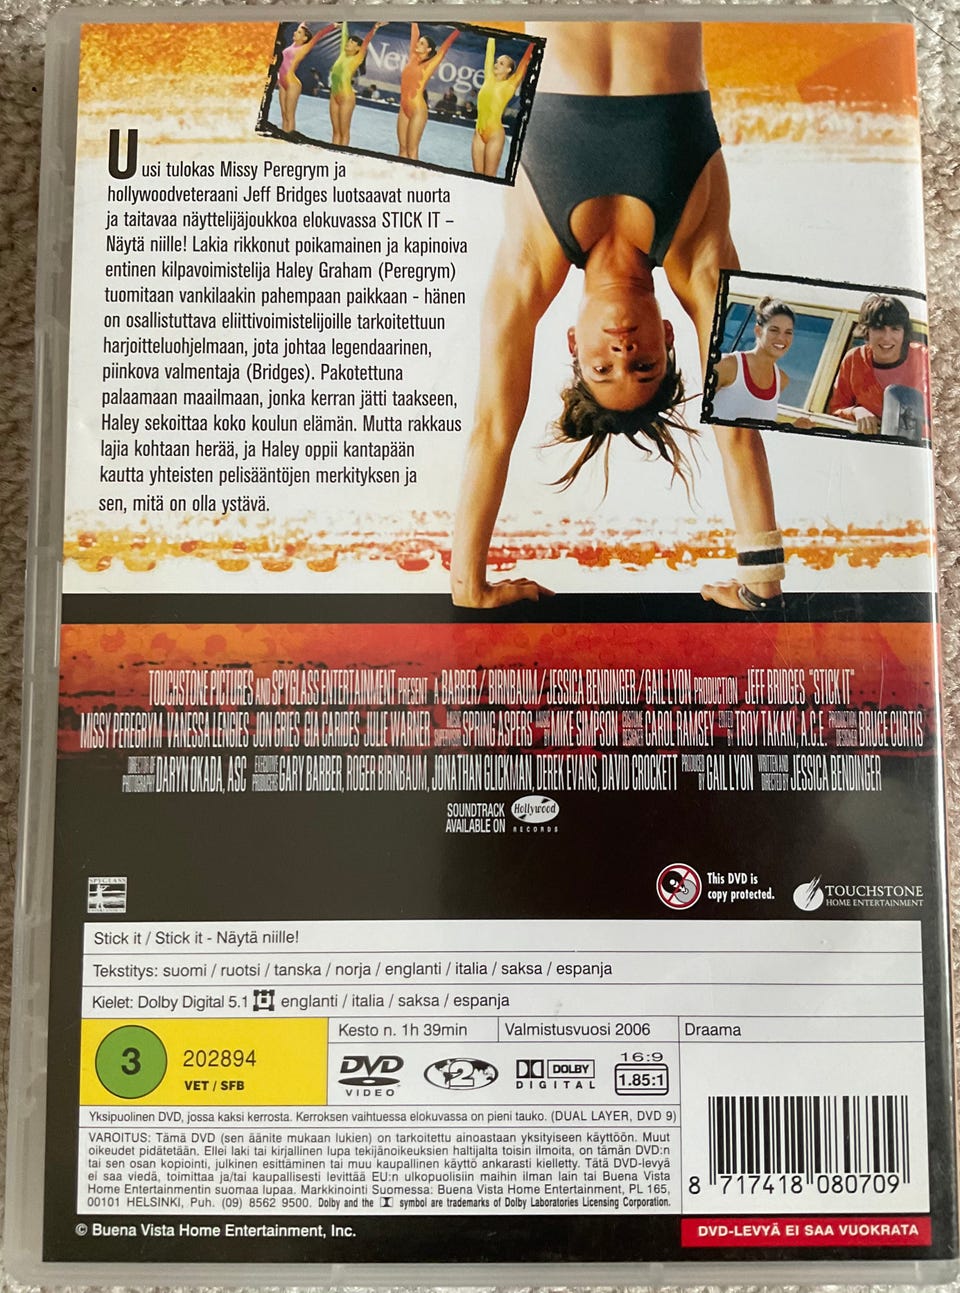 Uusi tulokas Missy Peregrym ja
hollywoodveteraani Jeff Bridges luotsaavat nuorta
ja taitavaa näyttelijäjoukkoa elokuvassa STICK IT –
Näytä niille! Lakia rikkonut poikamainen ja kapinoiva
entinen kilpavoimistelija Haley Graham (Peregrym)
tuomitaan vankilaakin pahempaan paikkaan - hänen
on osallistuttava eliittivoimistelijoille tarkoitettuun
harjoitteluohjelmaan, jota johtaa legendaarinen,
piinkova valmentaja (Bridges). Pakotettuna
palaamaan maailmaan, jonka kerran jätti taakseen,
Haley sekoittaa koko koulun elämän. Mutta rakkaus
lajia kohtaan herää, ja Haley oppii kantapään
kautta yhteisten pelisääntöjen merkityksen ja
sen, mitä on olla ystävä.
TOUCHSTONE PICTURES AND SPYGLASS ENTERTAINMENT PRESENT A BARBER / BIRNBAUM / JESSICA BENDINGER / GAIL LYON PRODUCTION JEFF BRIDGES "STICK IT"
MISSY PEREGRYM VANESSA LENGIES JON GRIES GIA CARIDES JULIE WARNER MUSIC SUPERVISOR SPRING ASPERS MUSIC BY MIKE SIMPSON COSTUME DESIGNER CAROL RAMSEY EDITED BY TROY TAKAKI, A.C.E. PRODUCTION DESIGNER BRUCE CURTIS
DIRECTOR OF PHOTOGRAPHY DARYN OKADA, ASC EXECUTIVE PRODUCERS GARY BARBER, ROGER BIRNBAUM, JONATHAN GLICKMAN, DEREK EVANS, DAVID CROCKETT PRODUCED BY GAIL LYON WRITTEN AND DIRECTED BY JESSICA BENDINGER
SOUNDTRACK
AVAILABLE ON Hollywood
RECORDS
SPYGLASS
ENTERTAINMENT
This DVD is
copy protected.
TOUCHSTONE
HOME ENTERTAINMENT
Stick it / Stick it - Näytä niille!
Tekstitys: suomi / ruotsi / tanska / norja / englanti / italia / saksa / espanja
Kielet: Dolby Digital 5.1 englanti / italia / saksa / espanja
3 202894
VET / SFB
Kesto n. 1h 39min Valmistusvuosi 2006 Draama
DVD
VIDEO
2
DOLBY
DIGITAL
16:9
1.85:1
Yksipuolinen DVD, jossa kaksi kerrosta. Kerroksen vaihtuessa elokuvassa on pieni tauko. (DUAL LAYER, DVD 9)
VAROITUS: Tämä DVD (sen äänite mukaan lukien) on tarkoitettu ainoastaan yksityiseen käyttöön. Muut
oikeudet pidätetään. Ellei laki tai kirjallinen lupa tekijänoikeuksien haltijalta toisin ilmoita, on tämän DVD:n
tai sen osan kopiointi, julkinen esittäminen tai muu kaupallinen käyttö ankarasti kielletty. Tätä DVD-levyä
ei saa viedä, toimittaa ja/tai kaupallisesti levittää EU:n ulkopuolisiin maihin ilman lain tai Buena Vista
Home Entertainmentin suomaa lupaa. Markkinointi Suomessa: Buena Vista Home Entertainment, PL 165,
00101 HELSINKI, Puh. (09) 8562 9500. Dolby and the symbol are trademarks of Dolby Laboratories Licensing Corporation.
8 717418 080709
© Buena Vista Home Entertainment, Inc.
DVD-LEVYÄ EI SAA VUOKRATA